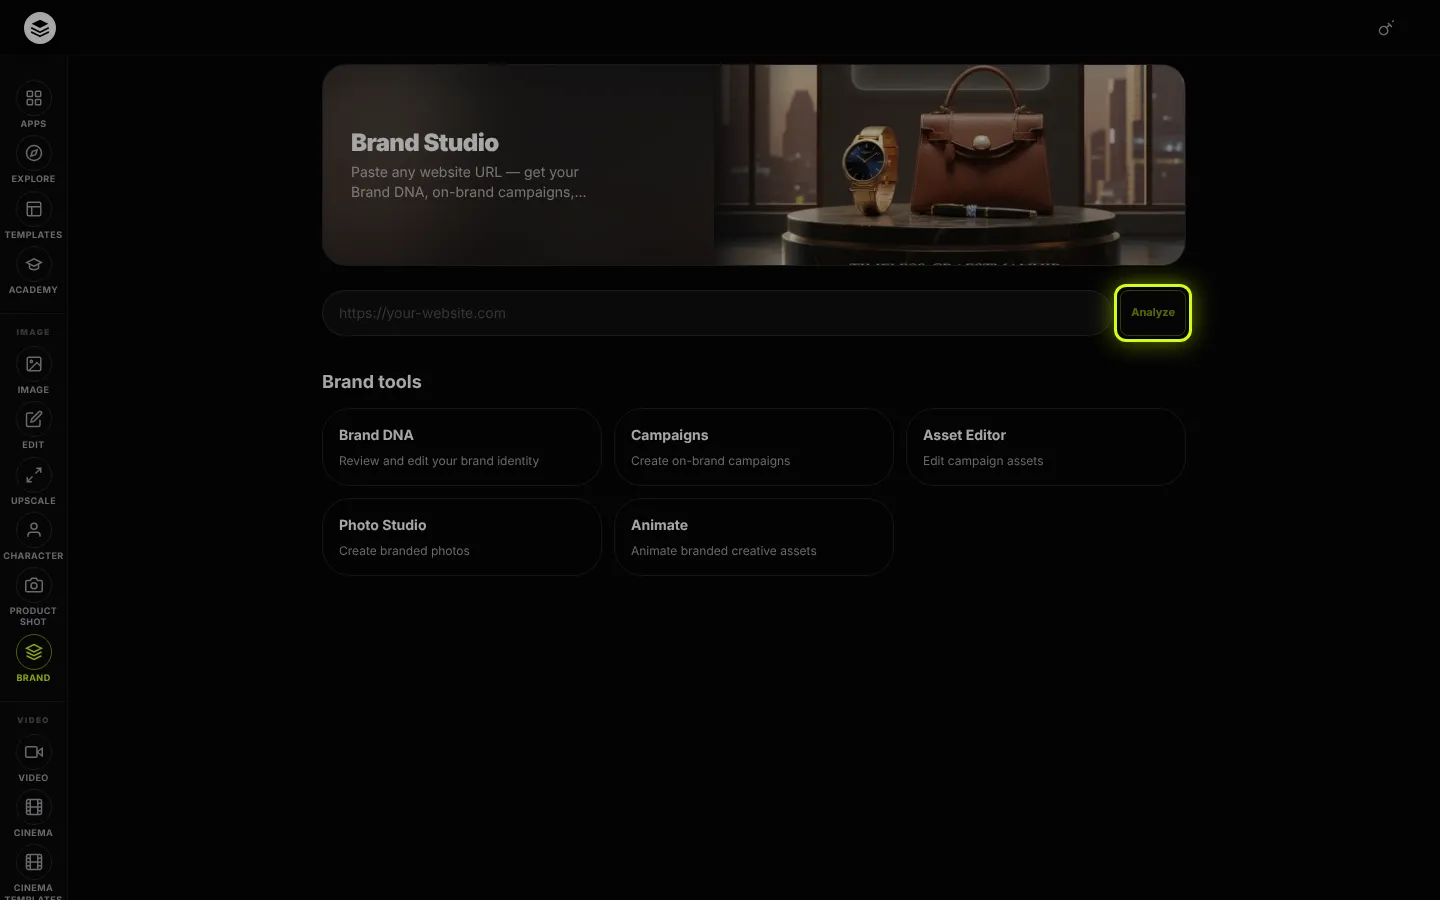 APPS
EXPLORE
TEMPLATES
ACADEMY
IMAGE
IMAGE
EDIT
UPSCALE
CHARACTER
PRODUCT
SHOT
BRAND
VIDEO
VIDEO
CINEMA
CINEMA
TEMPLATES
Brand Studio
Paste any website URL — get your
Brand DNA, on-brand campaigns,...
https://your-website.com
Analyze
Brand tools
Brand DNA
Review and edit your brand identity
Campaigns
Create on-brand campaigns
Asset Editor
Edit campaign assets
Photo Studio
Create branded photos
Animate
Animate branded creative assets